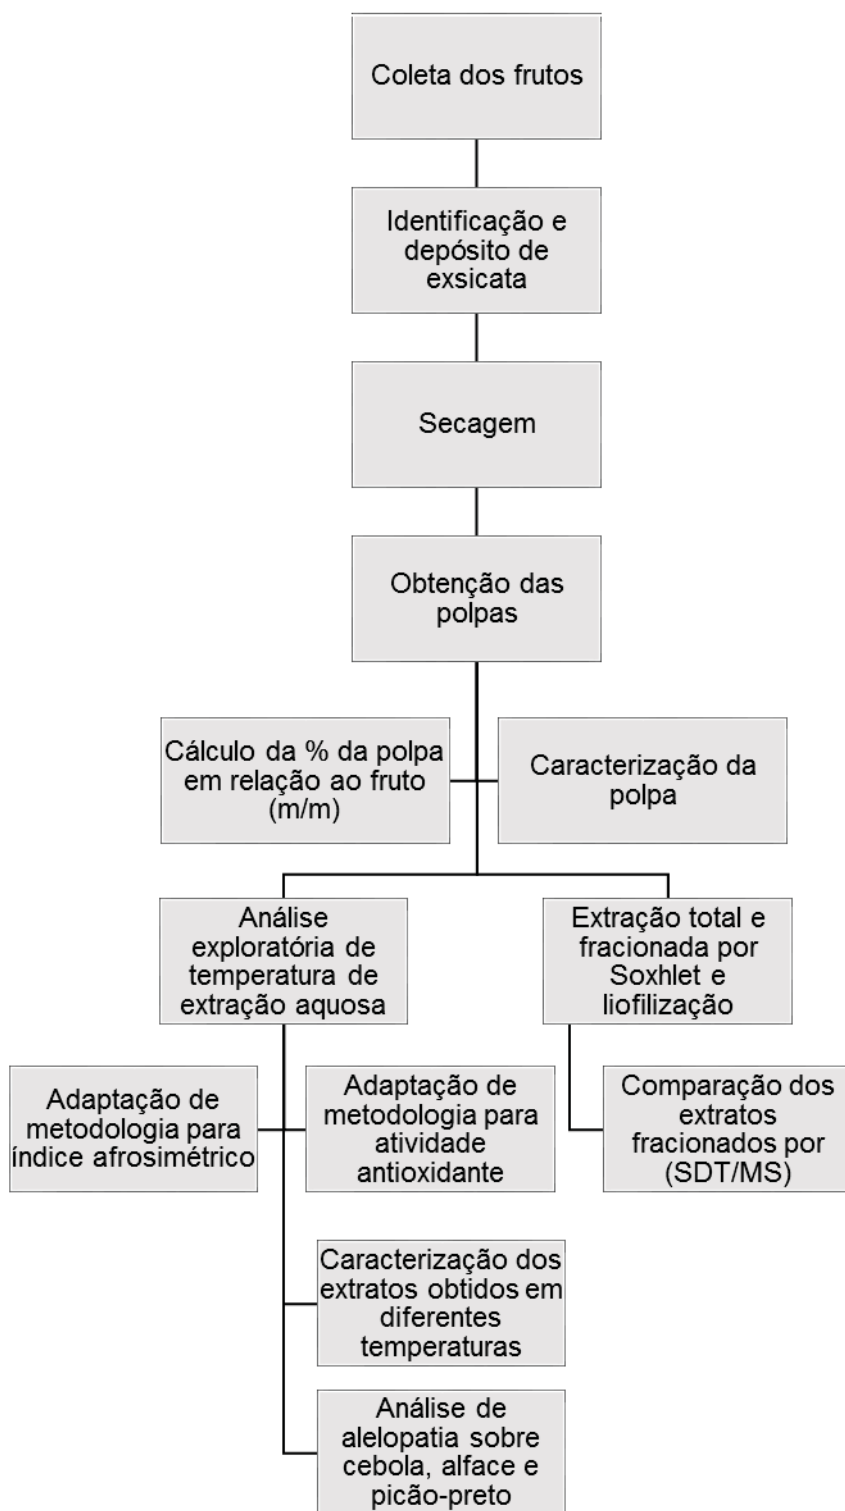 Coleta dos frutos
Identificação e
depósito de
exsicata
Secagem
Obtenção das
polpas
Cálculo da % da polpa
em relação ao fruto
(m/m)
Caracterização da
polpa
Análise
exploratória de
temperatura de
extração aquosa
Extração total e
fracionada por
Soxhlet e
liofilização
Adaptação de
metodologia para
índice afrosimétrico
Adaptação de
metodologia para
atividade
antioxidante
Comparação dos
extratos
fracionados por
(SDT/MS)
Caracterização dos
extratos obtidos em
diferentes
temperaturas
Análise de
alelopatia sobre
cebola, alface e
picão-preto